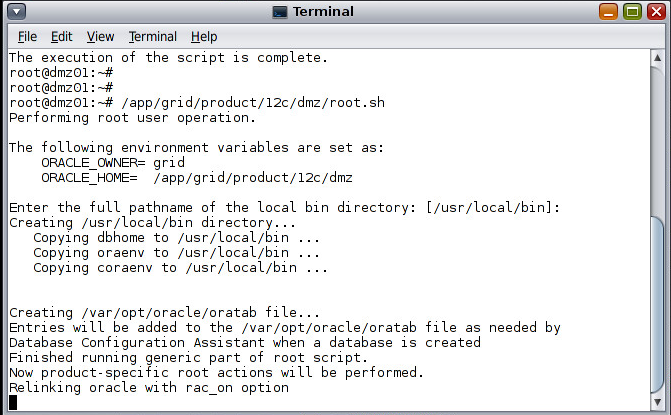 Terminal
File Edit View Terminal Help
The execution of the script is complete.
root@dmz01:~#
root@dmz01:~#
root@dmz01:~# /app/grid/product/12c/dmz/root.sh
Performing root user operation.
The following environment variables are set as:
    ORACLE_OWNER= grid
    ORACLE_HOME=  /app/grid/product/12c/dmz
Enter the full pathname of the local bin directory: [/usr/local/bin]:
Creating /usr/local/bin directory...
   Copying dbhome to /usr/local/bin ...
   Copying oraenv to /usr/local/bin ...
   Copying coraenv to /usr/local/bin ...
Creating /var/opt/oracle/oratab file...
Entries will be added to the /var/opt/oracle/oratab file as needed by
Database Configuration Assistant when a database is created
Finished running generic part of root script.
Now product-specific root actions will be performed.
Relinking oracle with rac_on option